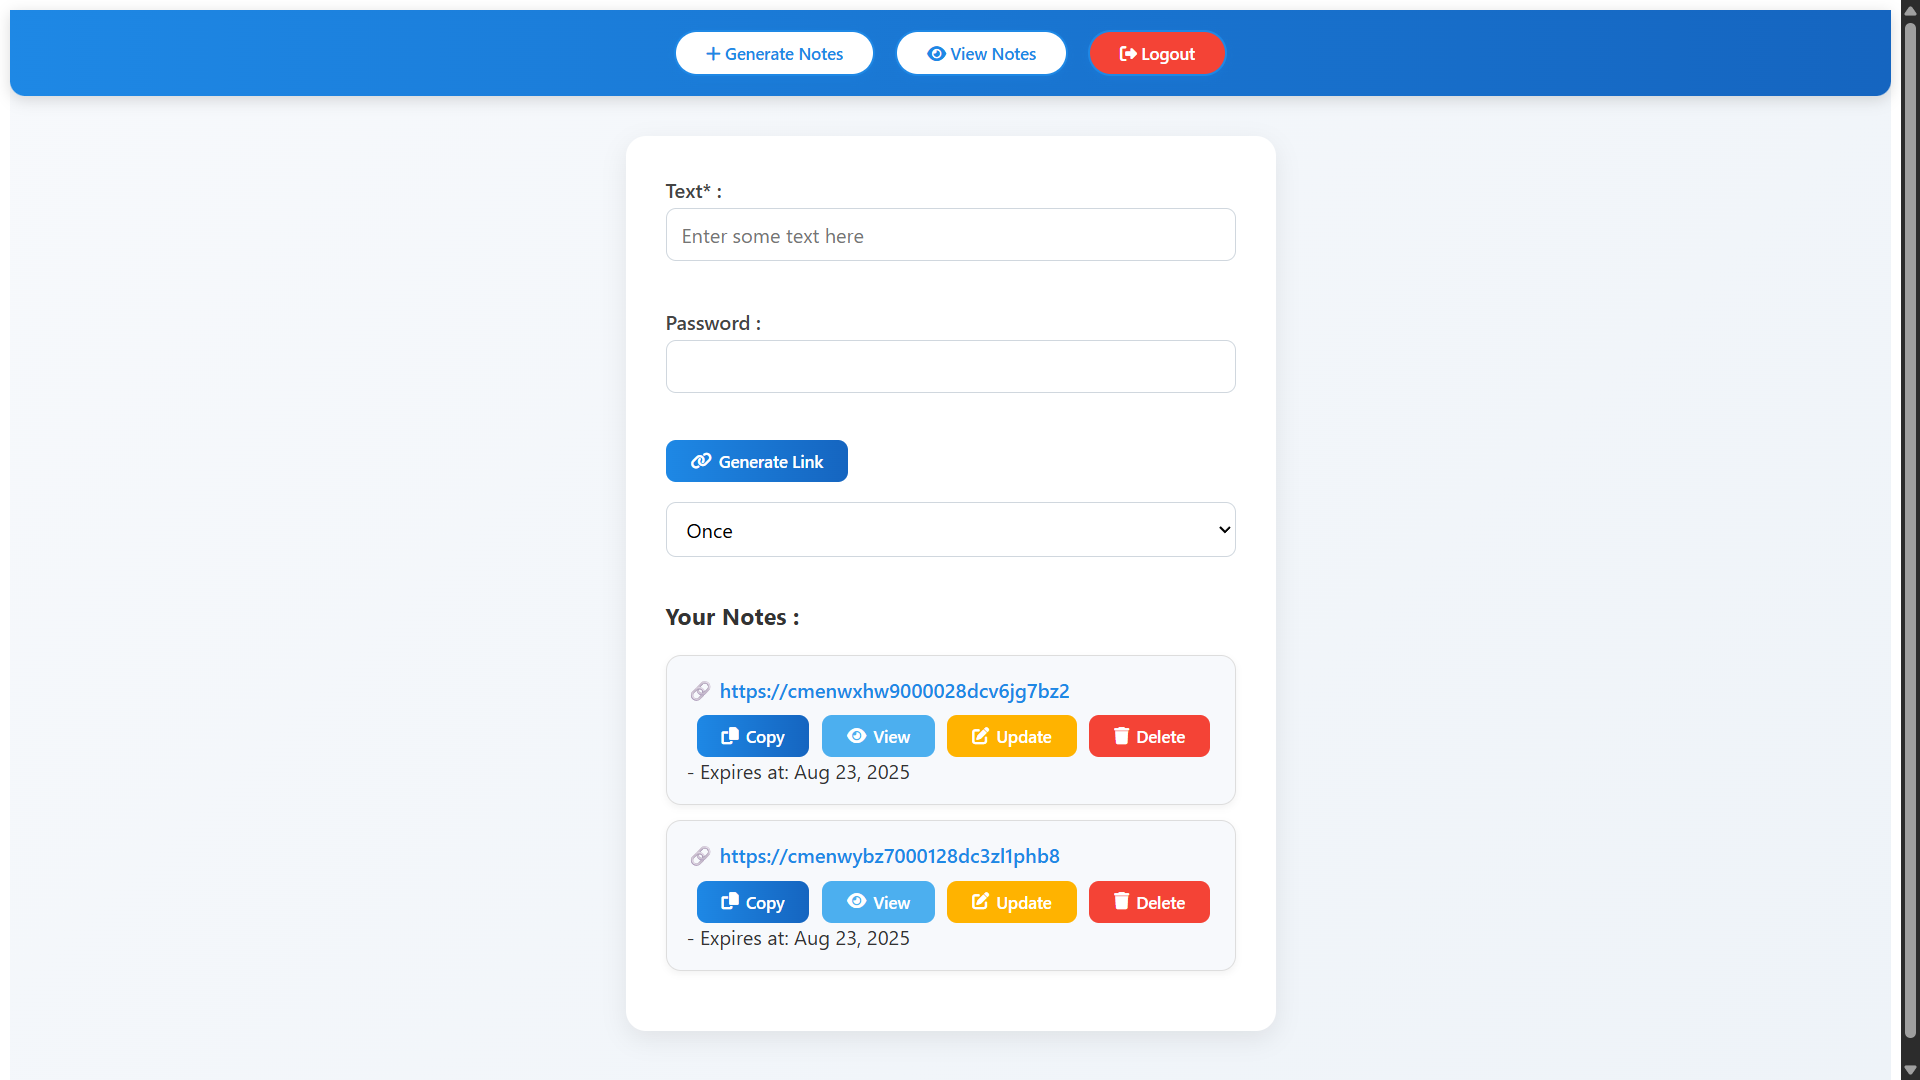 Generate Notes View Notes Logout
Text* :
Enter some text here
Password :
Generate Link
Once
Your Notes :
https://cmenwxhw9000028dcv6jg7bz2
Copy View Update Delete
- Expires at: Aug 23, 2025
https://cmenwybz7000128dc3zl1phb8
Copy View Update Delete
- Expires at: Aug 23, 2025